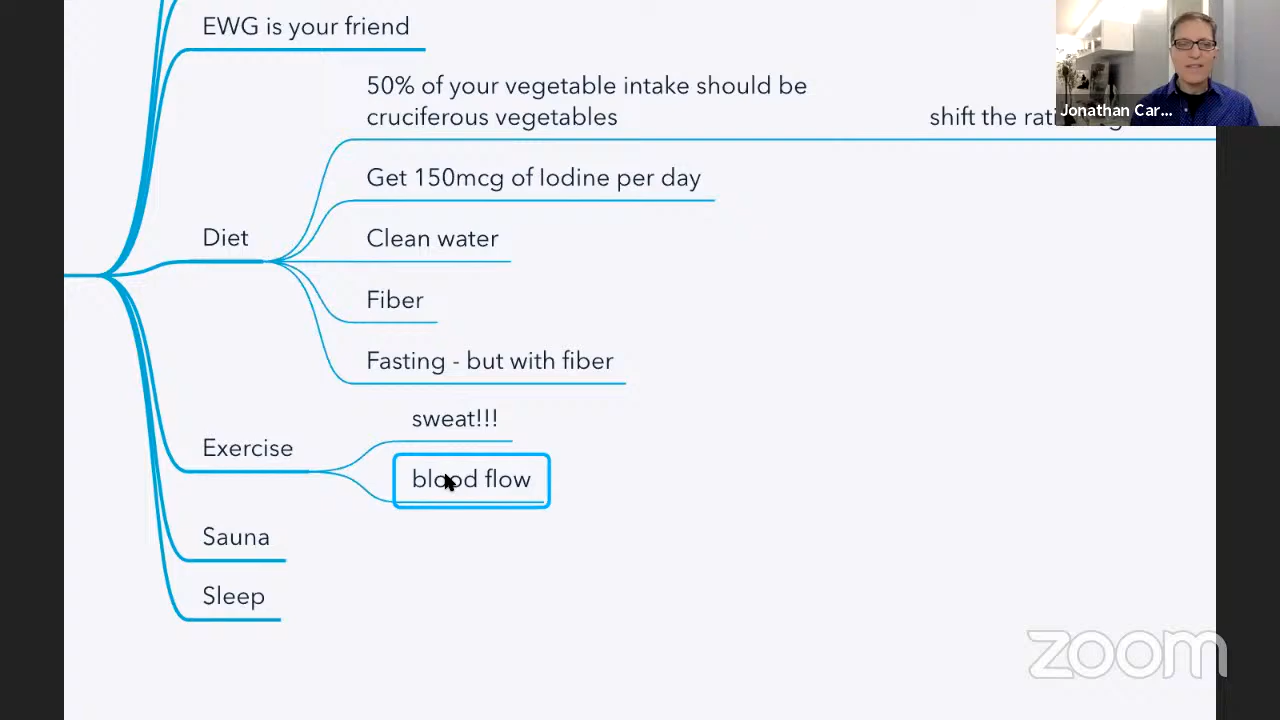 EWG is your friend
50% of your vegetable intake should be
cruciferous vegetables
shift the
Jonathan Car...
Get 150mcg of Iodine per day
Diet
Clean water
Fiber
Fasting - but with fiber
sweat!!!
Exercise
blood flow
Sauna
Sleep
zoom